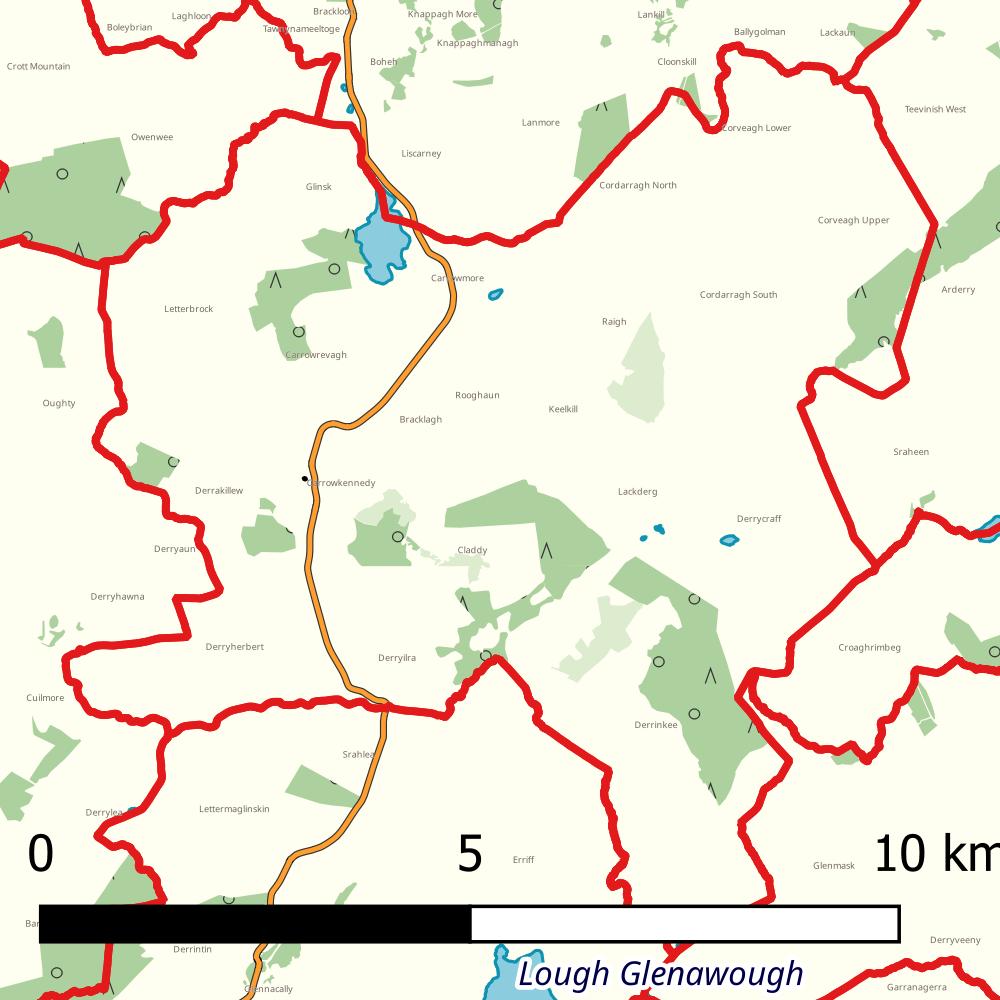 Brackloo
Laghloon
Knappagh More
Lankill
Boleybrian
Tawnynameeltoge
Ballygolman
Lackaun
Knappaghmanagh
Crott Mountain
Boheh
Cloonskill
Teevinish West
Lanmore
Corveagh Lower
Owenwee
Liscarney
Glinsk
Cordarragh North
Corveagh Upper
Carrowmore
Arderry
Cordarragh South
Letterbrock
Raigh
Carrowrevagh
Rooghaun
Oughty
Keelkill
Bracklagh
Sraheen
Carrowkennedy
Derrakillew
Lackderg
Derrycraff
Derryaun
Claddy
Derryhawna
Derryherbert
Croaghrimbeg
Derryilra
Cuilmore
Derrinkee
Srahlea
Derrylea
Lettermaglinskin
0 5 10 km
Erriff
Glenmask
Bar
Derrintin
Derryveeny
Lough Glenawough
Glennacally
Garranagerra